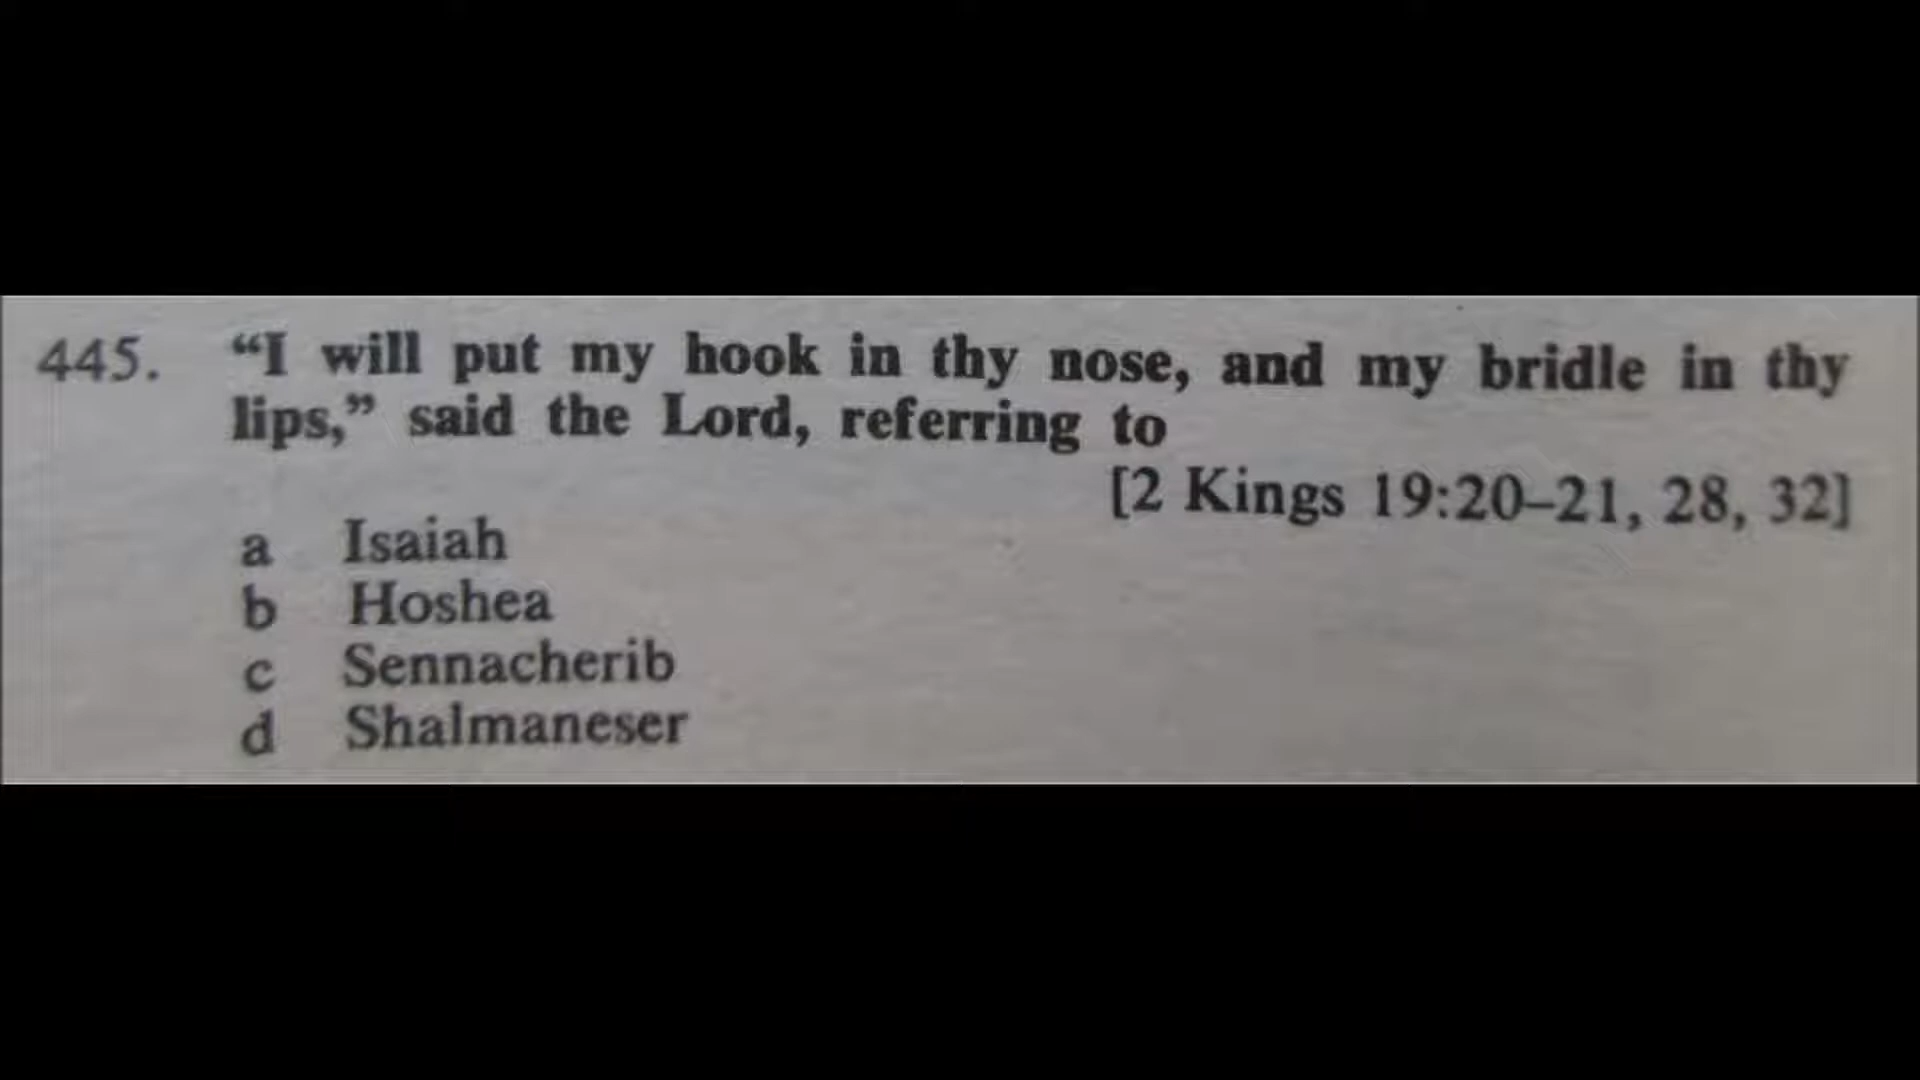 445. “I will put my hook in thy nose, and my bridle in thy
lips,” said the Lord, referring to
[2 Kings 19:20–21, 28, 32]
a Isaiah
b Hoshea
c Sennacherib
d Shalmaneser